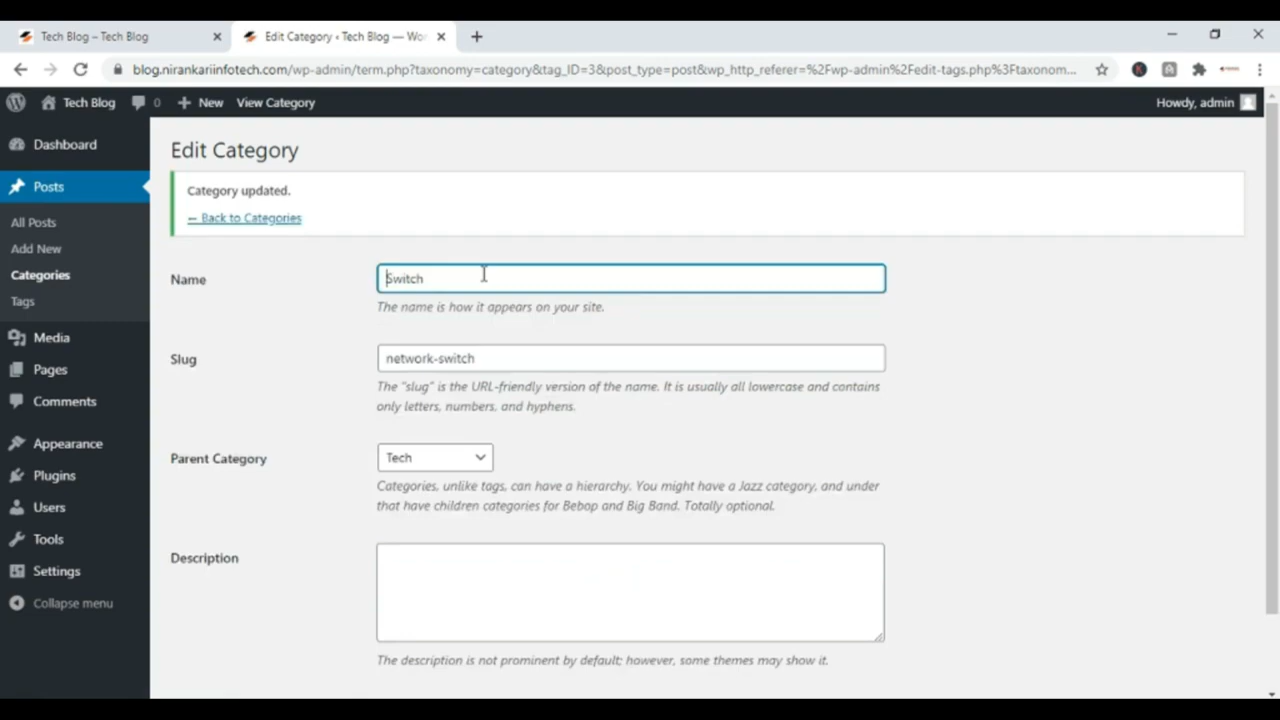 Tech Blog – Tech Blog
Edit Category ‹ Tech Blog — Wo
blog.nirankariinfotech.com/wp-admin/term.php?taxonomy=category&tag_ID=3&post_type=post&wp_http_referer=%2Fwp-admin%2Fedit-tags.php%3Ftaxonom...
Tech Blog 0 New View Category Howdy, admin
Dashboard
Posts
All Posts
Add New
Categories
Tags
Media
Pages
Comments
Appearance
Plugins
Users
Tools
Settings
Collapse menu
Edit Category
Category updated.
← Back to Categories
Name
Switch
The name is how it appears on your site.
Slug
network-switch
The "slug" is the URL-friendly version of the name. It is usually all lowercase and contains
only letters, numbers, and hyphens.
Parent Category
Tech
Categories, unlike tags, can have a hierarchy. You might have a Jazz category, and under
that have children categories for Bebop and Big Band. Totally optional.
Description
The description is not prominent by default; however, some themes may show it.